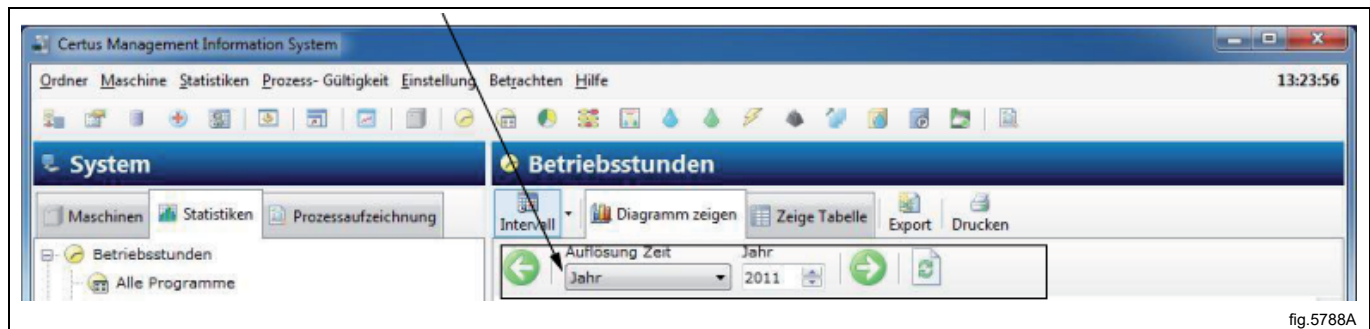 Certus Management Information System
Ordner Maschine Statistiken Prozess- Gültigkeit Einstellung Betrachten Hilfe 13:23:56
System
Betriebsstunden
Maschinen Statistiken Prozessaufzeichnung
Intervall Diagramm zeigen Zeige Tabelle Export Drucken
Betriebsstunden
Auflösung Zeit Jahr
Alle Programme
Jahr 2011
fig.5788A